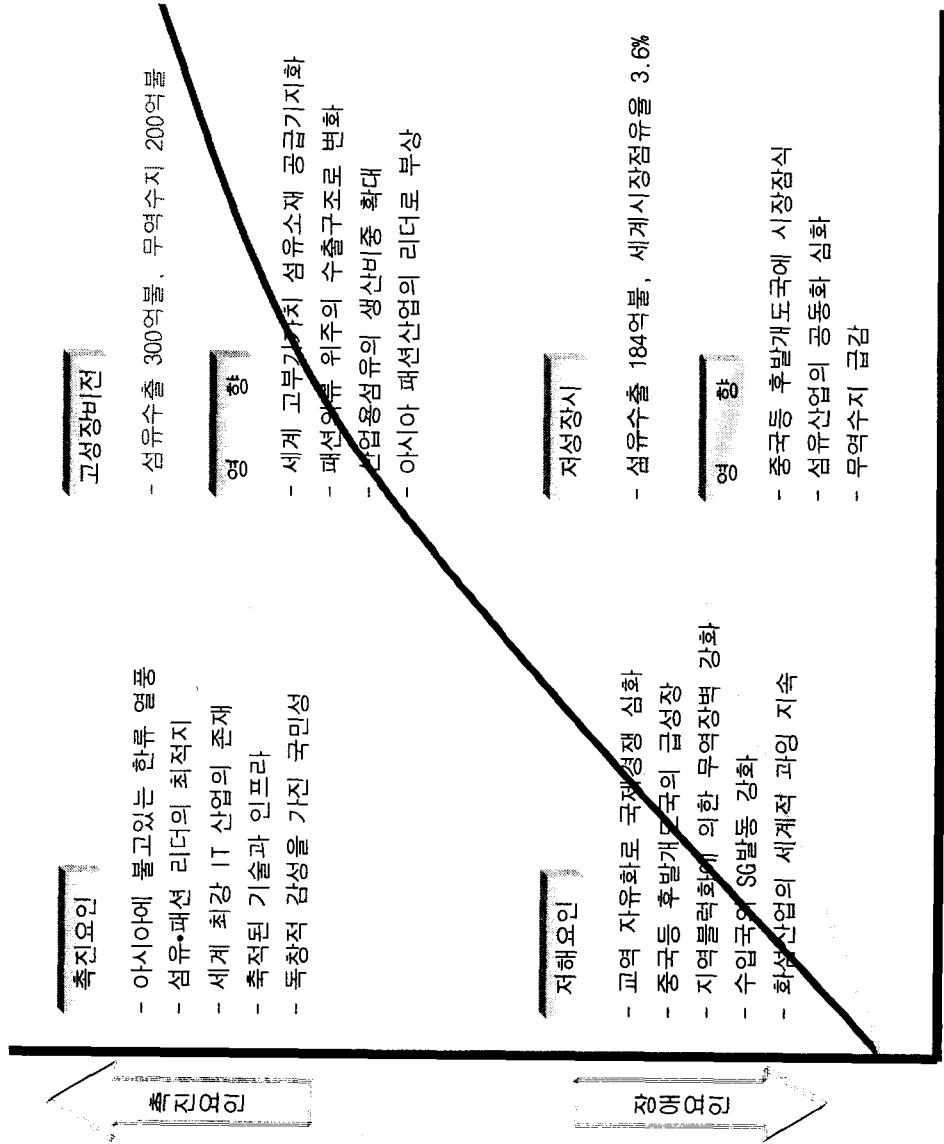 촉진요인
장애요인
촉진요인
- 아시아에 불고있는 한류 열풍
- 섬유•패션 리더의 최적지
- 세계 최강 IT 산업의 존재
- 축적된 기술과 인프라
- 독창적 감성을 가진 국민성
고성장비전
- 섬유수출 300억불, 무역수지 200억불
영 향
- 세계 고부가가치 섬유소재 공급기지화
- 패션의류 위주의 수출구조로 변화
- 산업용섬유의 생산비중 확대
- 아시아 패션산업의 리더로 부상
저해요인
- 교역 자유화로 국제경쟁 심화
- 중국등 후발개도국의 급성장
- 지역블럭화에 의한 무역장벽 강화
- 수입국의 SG발동 강화
- 화섬산업의 세계적 과잉 지속
저성장시
- 섬유수출 184억불, 세계시장점유율 3.6%
영 향
- 중국등 후발개도국에 시장잠식
- 섬유산업의 공동화 심화
- 무역수지 급감